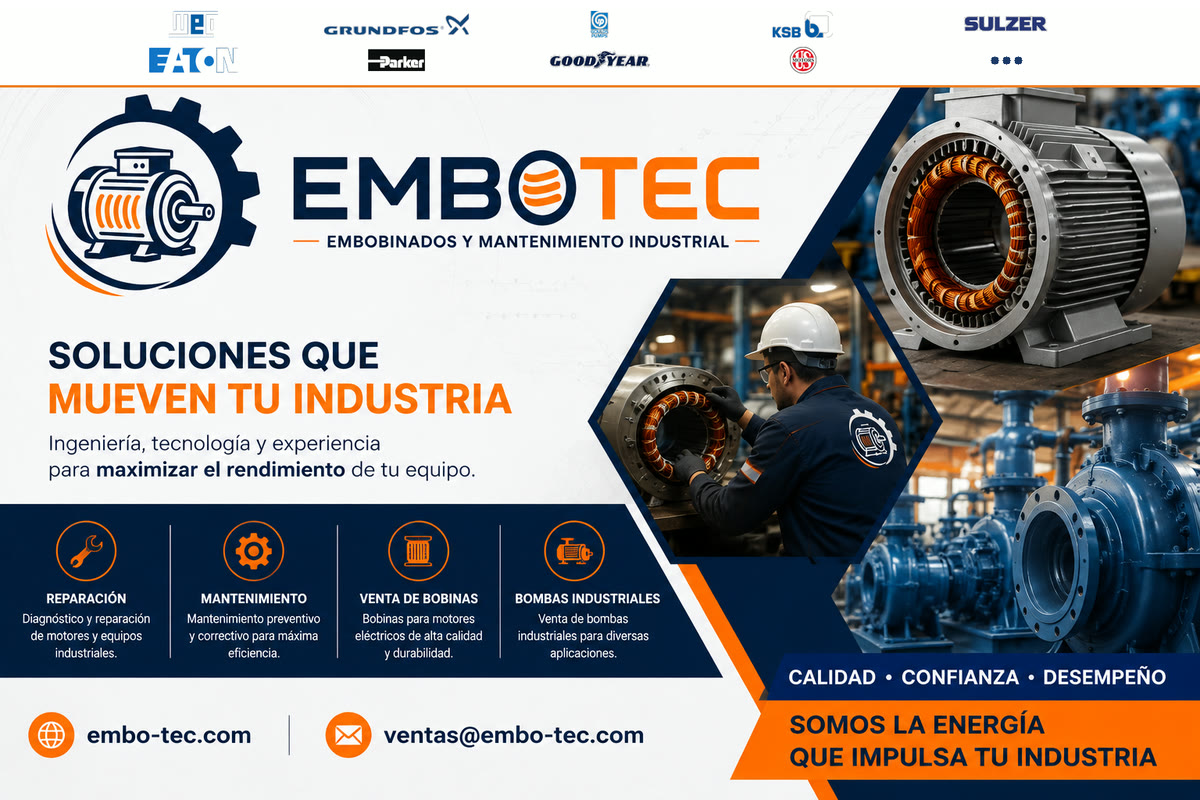 WEG
GRUNDFOS
KSB b.
SULZER
EATON
Parker
GOODYEAR
US
MOTORS
EMBOTEC
EMBOBINADOS Y MANTENIMIENTO INDUSTRIAL
SOLUCIONES QUE
MUEVEN TU INDUSTRIA
Ingeniería, tecnología y experiencia
para maximizar el rendimiento de tu equipo.
REPARACIÓN
Diagnóstico y reparación
de motores y equipos
industriales.
MANTENIMIENTO
Mantenimiento preventivo
y correctivo para máxima
eficiencia.
VENTA DE BOBINAS
Bobinas para motores
eléctricos de alta calidad
y durabilidad.
BOMBAS INDUSTRIALES
Venta de bombas
industriales para diversas
aplicaciones.
CALIDAD • CONFIANZA • DESEMPEÑO
SOMOS LA ENERGÍA
QUE IMPULSA TU INDUSTRIA
embo-tec.com
ventas@embo-tec.com